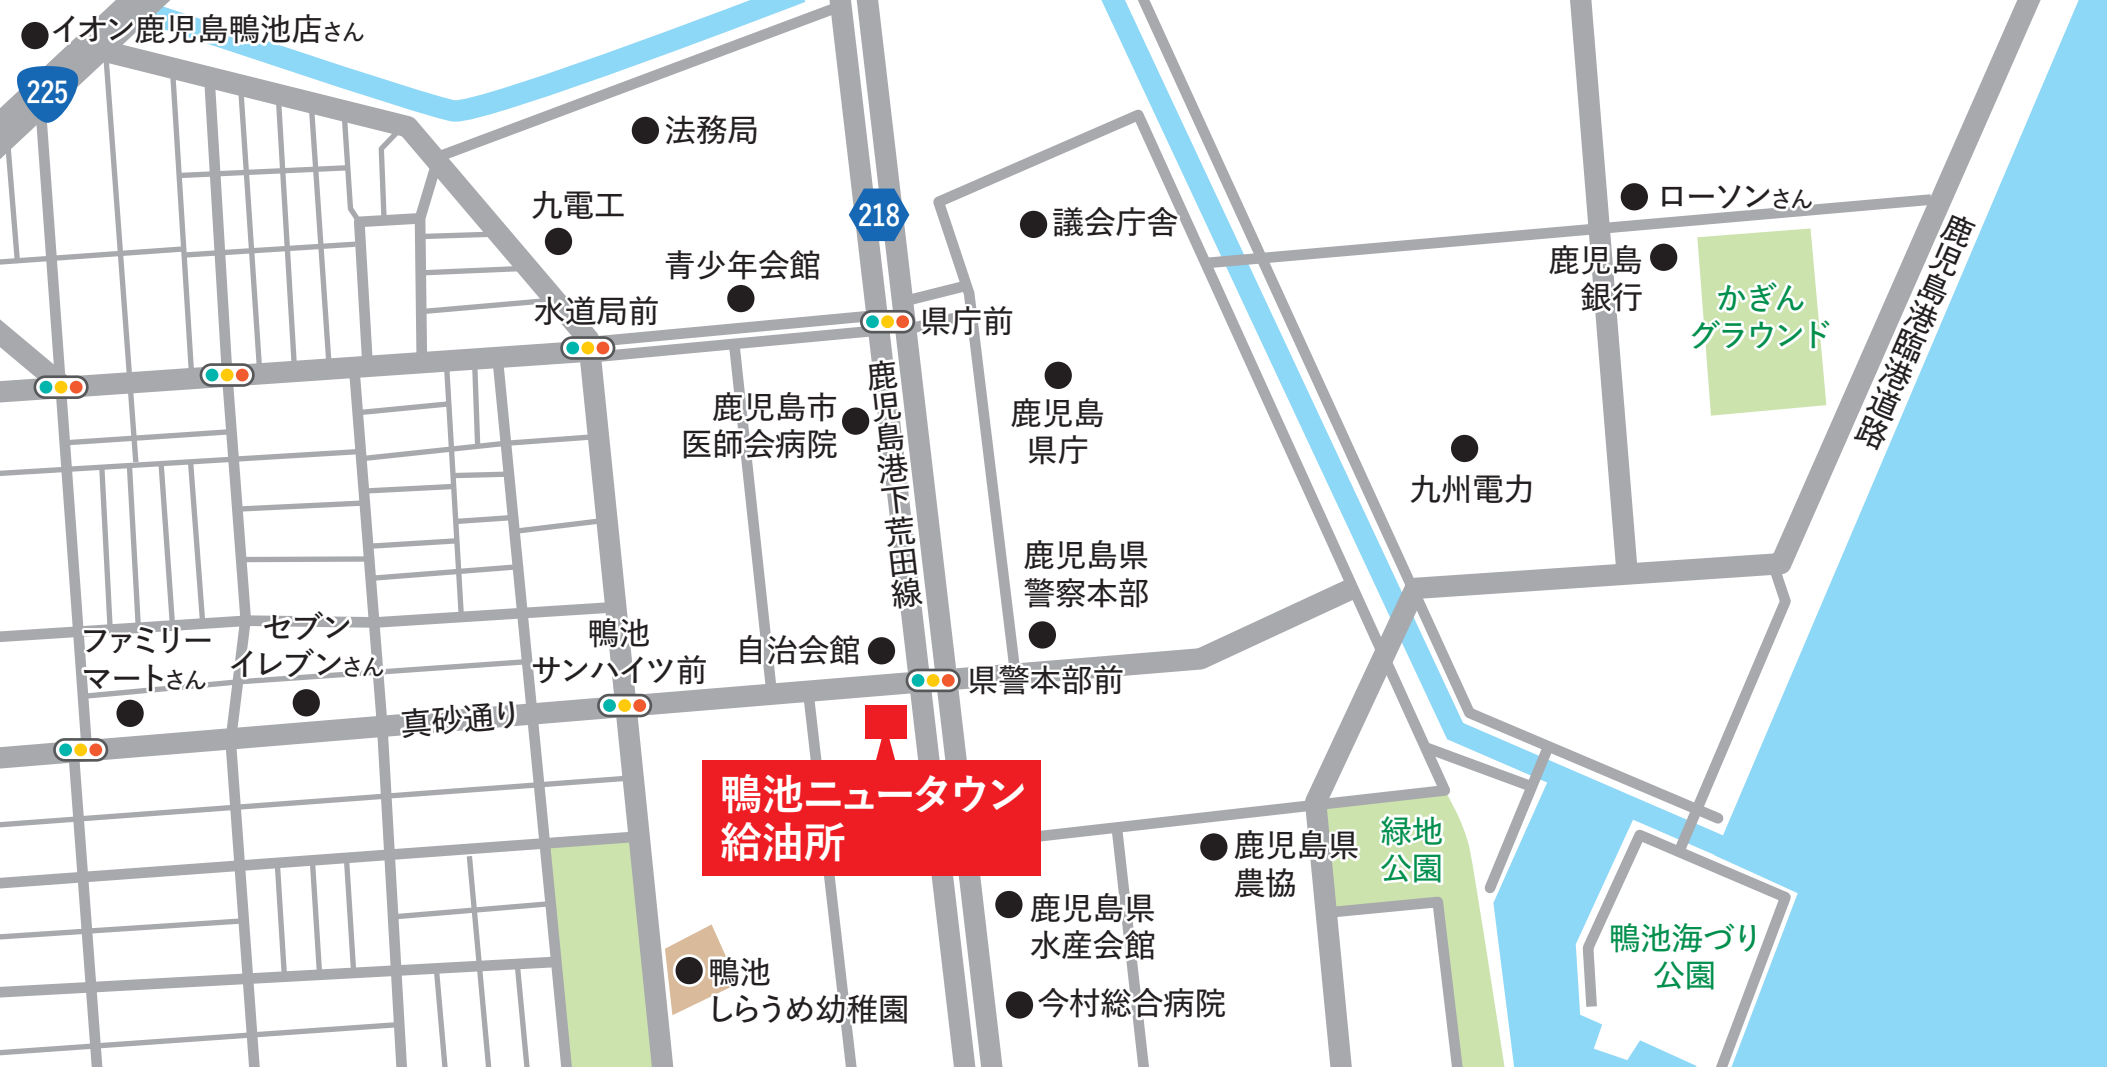 イオン鹿児島鴨池店さん
225
法務局
九電工
218
議会庁舎
ローソンさん
青少年会館
鹿児島
銀行
かぎん
グラウンド
鹿児島港臨港道路
水道局前
県庁前
鹿児島港下荒田線
鹿児島市
医師会病院
鹿児島
県庁
九州電力
鹿児島県
警察本部
ファミリー
マートさん
セブン
イレブンさん
鴨池
サンハイツ前
自治会館
県警本部前
真砂通り
鴨池ニュータウン
給油所
鹿児島県
農協
緑地
公園
鹿児島県
水産会館
鴨池海づり
公園
鴨池
しらうめ幼稚園
今村総合病院